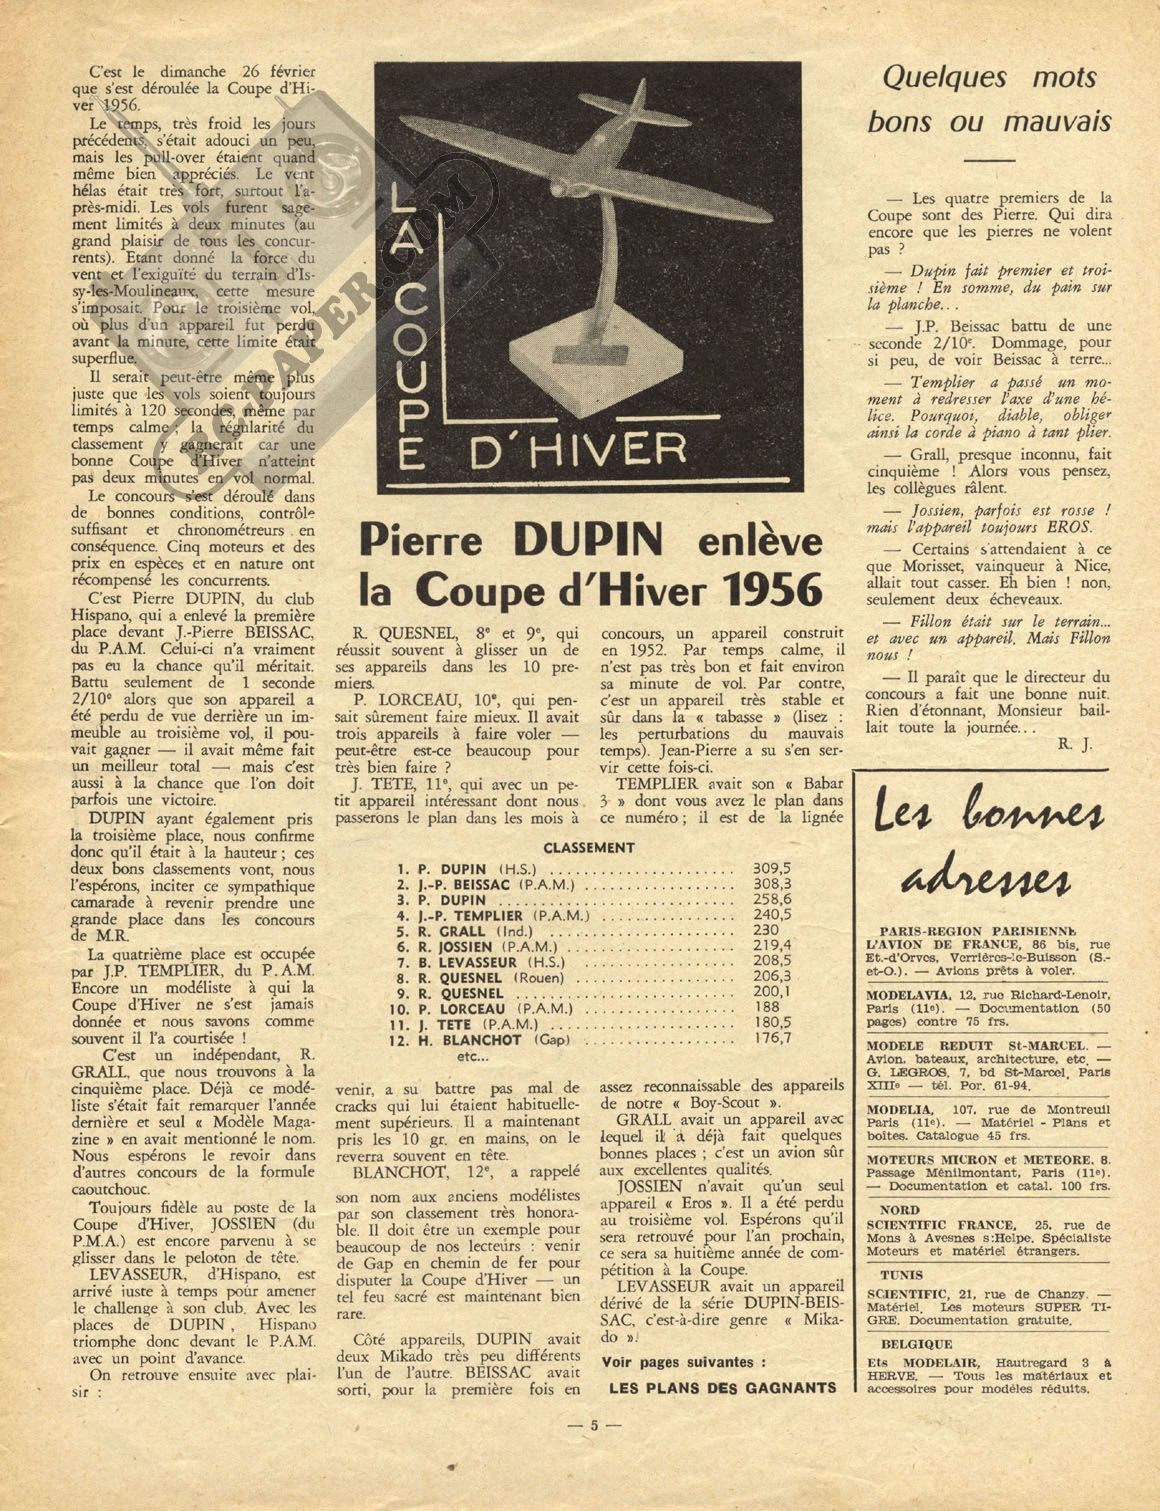 C'est le dimanche 26 février
que s'est déroulée la Coupe d'Hi-
ver 1956.
Le temps, très froid les jours
précédents, s'était adouci un peu,
mais les pull-over étaient quand
même bien appréciés. Le vent
hélas était très fort, surtout l'a-
près-midi. Les vols furent sage-
ment limités à deux minutes (au
grand plaisir de tous les concur-
rents). Etant donné la force du
vent et l'exiguïté du terrain d'Is-
sy-les-Moulineaux, cette mesure
s'imposait. Pour le troisième vol,
où plus d'un appareil fut perdu
avant la minute, cette limite était
superflue.
Il serait peut-être même plus
juste que les vols soient toujours
limités à 120 secondes, même par
temps calme ; la régularité du
classement y gagnerait car une
bonne Coupe d'Hiver n'atteint
pas deux minutes en vol normal.
Le concours s'est déroulé dans
de bonnes conditions, contrôle
suffisant et chronométreurs en
conséquence. Cinq moteurs et des
prix en espèces et en nature ont
récompensé les concurrents.
C'est Pierre DUPIN, du club
Hispano, qui a enlevé la première
place devant J.-Pierre BEISSAC,
du P.A.M. Celui-ci n'a vraiment
pas eu la chance qu'il méritait.
Battu seulement de 1 seconde
2/10e alors que son appareil a
été perdu de vue derrière un im-
meuble au troisième vol, il pou-
vait gagner — il avait même fait
un meilleur total — mais c'est
aussi à la chance que l'on doit
parfois une victoire.
DUPIN ayant également pris
la troisième place, nous confirme
donc qu'il était à la hauteur ; ces
deux bons classements vont, nous
l'espérons, inciter ce sympathique
camarade à revenir prendre une
grande place dans les concours
de M.R.
La quatrième place est occupée
par J.P. TEMPLIER, du P.A.M.
Encore un modéliste à qui la
Coupe d'Hiver ne s'est jamais
donnée et nous savons comme
souvent il l'a courtisée !
C'est un indépendant, R.
GRALL, que nous trouvons à la
cinquième place. Déjà ce modé-
liste s'était fait remarquer l'année
dernière et seul « Modèle Maga-
zine » en avait mentionné le nom.
Nous espérons le revoir dans
d'autres concours de la formule
caoutchouc.
Toujours fidèle au poste de la
Coupe d'Hiver, JOSSIEN (du
P.M.A.) est encore parvenu à se
glisser dans le peloton de tête.
LEVASSEUR, d'Hispano, est
arrivé juste à temps pour amener
le challenge à son club. Avec les
places de DUPIN, Hispano
triomphe donc devant le P.A.M.
avec un point d'avance.
On retrouve ensuite avec plai-
sir :
LA COUPE
D'HIVER
Pierre DUPIN enlève
la Coupe d'Hiver 1956
R. QUESNEL, 8e et 9e, qui
réussit souvent à glisser un de
ses appareils dans les 10 pre-
miers.
P. LORCEAU, 10e, qui pen-
sait sûrement faire mieux. Il avait
trois appareils à faire voler —
peut-être est-ce beaucoup pour
très bien faire ?
J. TETE, 11e, qui avec un pe-
tit appareil intéressant dont nous
passerons le plan dans les mois à
concours, un appareil construit
en 1952. Par temps calme, il
n'est pas très bon et fait environ
sa minute de vol. Par contre,
c'est un appareil très stable et
sûr dans la « tabasse » (lisez :
les perturbations du mauvais
temps). Jean-Pierre a su s'en ser-
vir cette fois-ci.
TEMPLIER avait son « Babar
3 » dont vous avez le plan dans
ce numéro ; il est de la lignée
CLASSEMENT
1. P. DUPIN (H.S.) ...................... 309,5
2. J.-P. BEISSAC (P.A.M.) .................. 308,3
3. P. DUPIN ........................... 258,6
4. J.-P. TEMPLIER (P.A.M.) ................ 240,5
5. R. GRALL (Ind.) ...................... 230
6. R. JOSSIEN (P.A.M.) .................... 219,4
7. B. LEVASSEUR (H.S.) .................... 208,5
8. R. QUESNEL (Rouen) .................... 206,3
9. R. QUESNEL ........................... 200,1
10. P. LORCEAU (P.A.M.) ................... 188
11. J. TETE (P.A.M.) ....................... 180,5
12. H. BLANCHOT (Gap) ................... 176,7
etc...
venir, a su battre pas mal de
cracks qui lui étaient habituelle-
ment supérieurs. Il a maintenant
pris les 10 gr. en mains, on le
reverra souvent en tête.
BLANCHOT, 12e, a rappelé
son nom aux anciens modélistes
par son classement très honora-
ble. Il doit être un exemple pour
beaucoup de nos lecteurs : venir
de Gap en chemin de fer pour
disputer la Coupe d'Hiver — un
tel feu sacré est maintenant bien
rare.
Côté appareils, DUPIN avait
deux Mikado très peu différents
l'un de l'autre. BEISSAC avait
sorti, pour la première fois en
assez reconnaissable des appareils
de notre « Boy-Scout ».
GRALL avait un appareil avec
lequel il a déjà fait quelques
bonnes places ; c'est un avion sûr
aux excellentes qualités.
JOSSIEN n'avait qu'un seul
appareil « Eros ». Il a été perdu
au troisième vol. Espérons qu'il
sera retrouvé pour l'an prochain,
ce sera sa huitième année de com-
pétition à la Coupe.
LEVASSEUR avait un appareil
dérivé de la série DUPIN-BEIS-
SAC, c'est-à-dire genre « Mika-
do ».
Voir pages suivantes :
LES PLANS DES GAGNANTS
Quelques mots
bons ou mauvais
— Les quatre premiers de la
Coupe sont des Pierre. Qui dira
encore que les pierres ne volent
pas ?
— Dupin fait premier et troi-
sième ! En somme, du pain sur
la planche...
— J.P. Beissac battu de une
seconde 2/10e. Dommage, pour
si peu, de voir Beissac à terre...
— Templier a passé un mo-
ment à redresser l'axe d'une hé-
lice. Pourquoi, diable, obliger
ainsi la corde à piano à tant plier.
— Grall, presque inconnu, fait
cinquième ! Alors vous pensez,
les collègues râlent.
— Jossien, parfois est rosse !
mais l'appareil toujours EROS.
— Certains s'attendaient à ce
que Morisset, vainqueur à Nice,
allait tout casser. Eh bien ! non,
seulement deux écheveaux.
— Fillon était sur le terrain...
et avec un appareil. Mais Fillon
nous !
— Il paraît que le directeur du
concours a fait une bonne nuit.
Rien d'étonnant, Monsieur bail-
lait toute la journée...
R. J.
Les bonnes
adresses
PARIS-REGION PARISIENNE
L'AVION DE FRANCE, 86 bis, rue
Et.-d'Orves, Verrières-le-Buisson (S.-
et-O.). — Avions prêts à voler.
MODELAVIA, 12, rue Richard-Lenoir,
Paris (11e). — Documentation (50
pages) contre 75 frs.
MODELE REDUIT St-MARCEL. —
Avion, bateaux, architecture, etc. —
G. LEGROS, 7, bd St-Marcel, Paris
XIIIe — tél. Por. 61-94.
MODELIA, 107, rue de Montreuil
Paris (11e). — Matériel - Plans et
boîtes. Catalogue 45 frs.
MOTEURS MICRON et METEORE, 8,
Passage Ménilmontant, Paris (11e).
— Documentation et catal. 100 frs.
NORD
SCIENTIFIC FRANCE, 25, rue de
Mons à Avesnes s:Helpe. Spécialiste
Moteurs et matériel étrangers.
TUNIS
SCIENTIFIC, 21, rue de Chanzy. —
Matériel. Les moteurs SUPER TI-
GRE. Documentation gratuite.
BELGIQUE
Ets MODELAIR, Hautregard 3 à
HERVE. — Tous les matériaux et
accessoires pour modèles réduits.
— 5 —
RCPAPER.COM